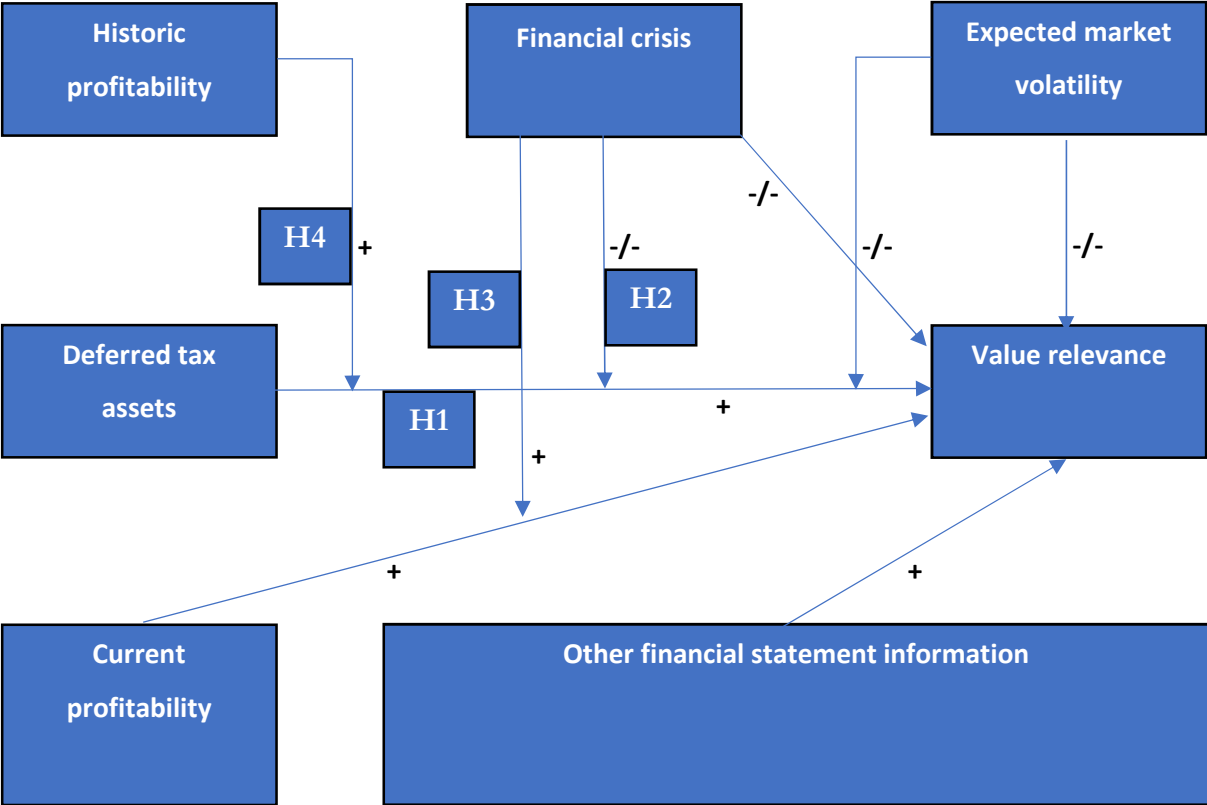 Historic
profitability
Financial crisis
Expected market
volatility
-/-
H4
+
-/-
-/-
-/-
H3
H2
Deferred tax
assets
Value relevance
H1
+
+
+
+
Current
profitability
Other financial statement information